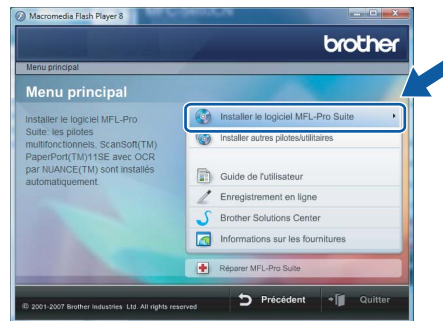 Macromedia Flash Player 8
brother
Menu principal
Menu principal
Installer le logiciel MFL-Pro
Suite: les pilotes
multifonctionnels, ScanSoft(TM)
PaperPort(TM)11SE avec OCR
par NUANCE(TM) sont installés
automatiquement.
Installer le logiciel MFL-Pro Suite
Installer autres pilotes/utilitaires
Guide de l'utilisateur
Enregistrement en ligne
Brother Solutions Center
Informations sur les fournitures
Réparer MFL-Pro Suite
© 2001-2007 Brother Industries Ltd. All rights reserved
Précédent
Quitter